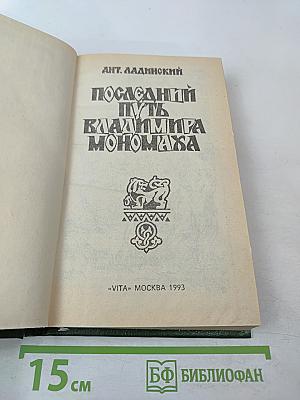 АНТ. ЛАДИНСКИЙ
ПОСЛЕДНИЙ
ПУТЬ
ВЛАДИМИРА
МОНОМАХА
«VITA» МОСКВА 1993
15 см
БФ БИБЛИОФАН